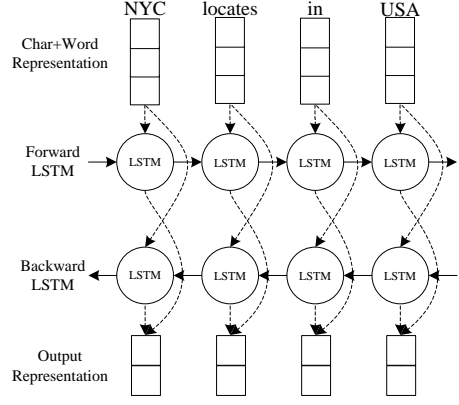 NYC locates in USA
Char+Word
Representation
Forward
LSTM
LSTM LSTM LSTM LSTM
Backward
LSTM
LSTM LSTM LSTM LSTM
Output
Representation